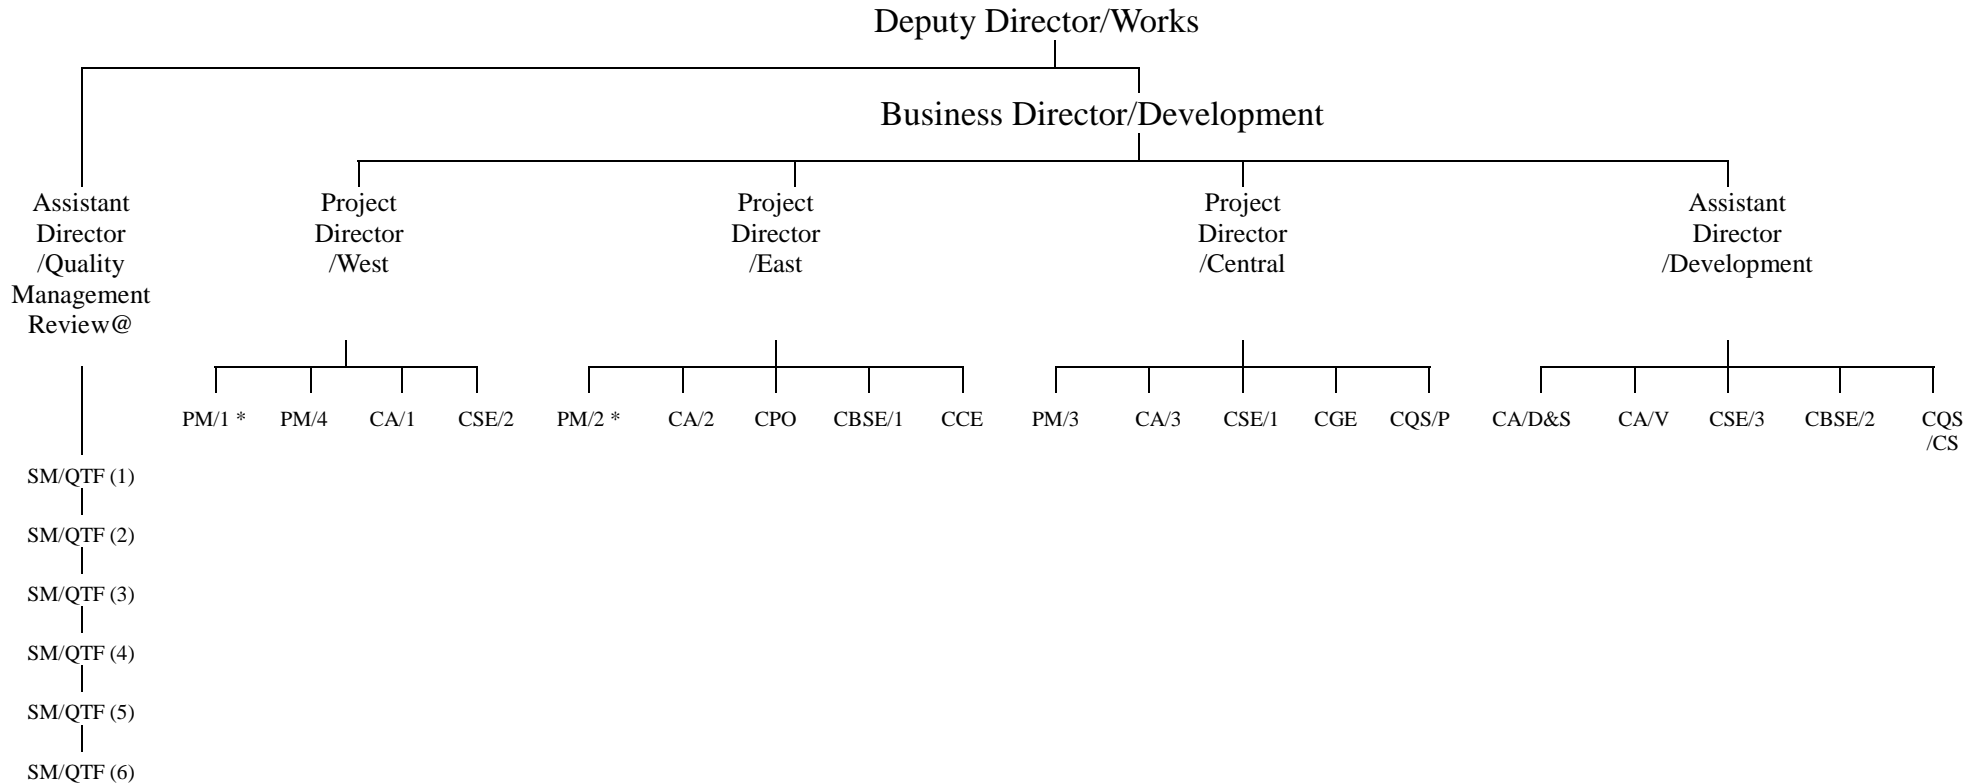 Deputy Director/Works
Business Director/Development
Assistant
Director
/Quality
Management
Review@
Project
Director
/West
Project
Director
/East
Project
Director
/Central
Assistant
Director
/Development
PM/1 *
PM/4
CA/1
CSE/2
PM/2 *
CA/2
CPO
CBSE/1
CCE
PM/3
CA/3
CSE/1
CGE
CQS/P
CA/D&S
CA/V
CSE/3
CBSE/2
CQS
/CS
SM/QTF (1)
SM/QTF (2)
SM/QTF (3)
SM/QTF (4)
SM/QTF (5)
SM/QTF (6)